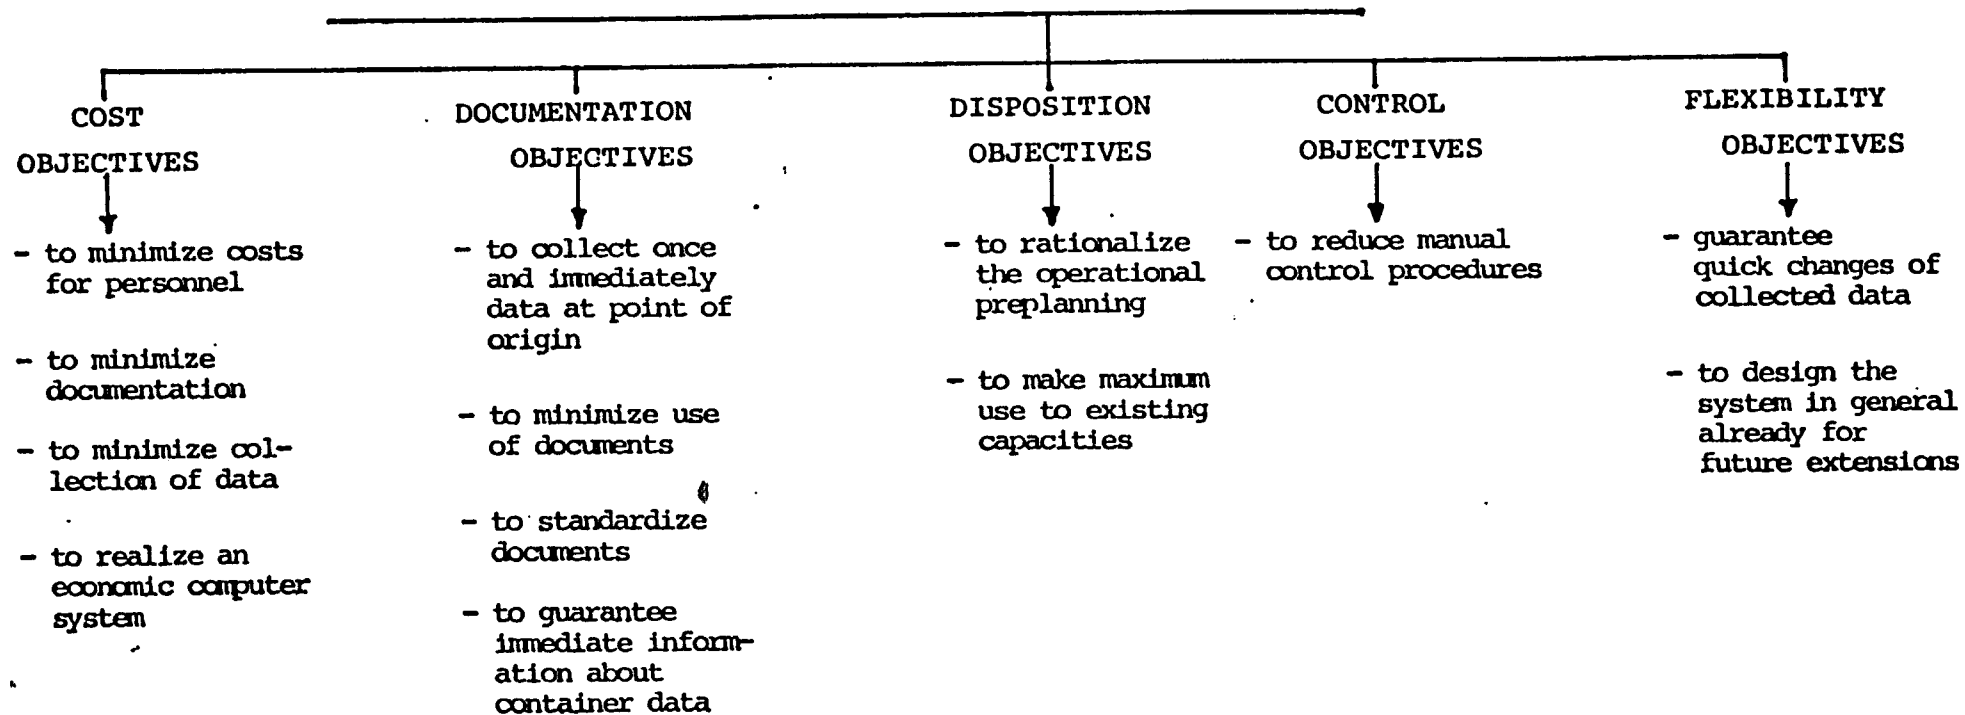 COST
OBJECTIVES
- to minimize costs
for personnel
- to minimize
documentation
- to minimize col-
lection of data
- to realize an
economic computer
system
DOCUMENTATION
OBJECTIVES
- to collect once
and immediately
data at point of
origin
- to minimize use
of documents
- to standardize
documents
- to guarantee
immediate inform-
ation about
container data
DISPOSITION
OBJECTIVES
- to rationalize
the operational
preplanning
- to make maximum
use to existing
capacities
CONTROL
OBJECTIVES
- to reduce manual
control procedures
FLEXIBILITY
OBJECTIVES
- guarantee
quick changes of
collected data
- to design the
system in general
already for
future extensions